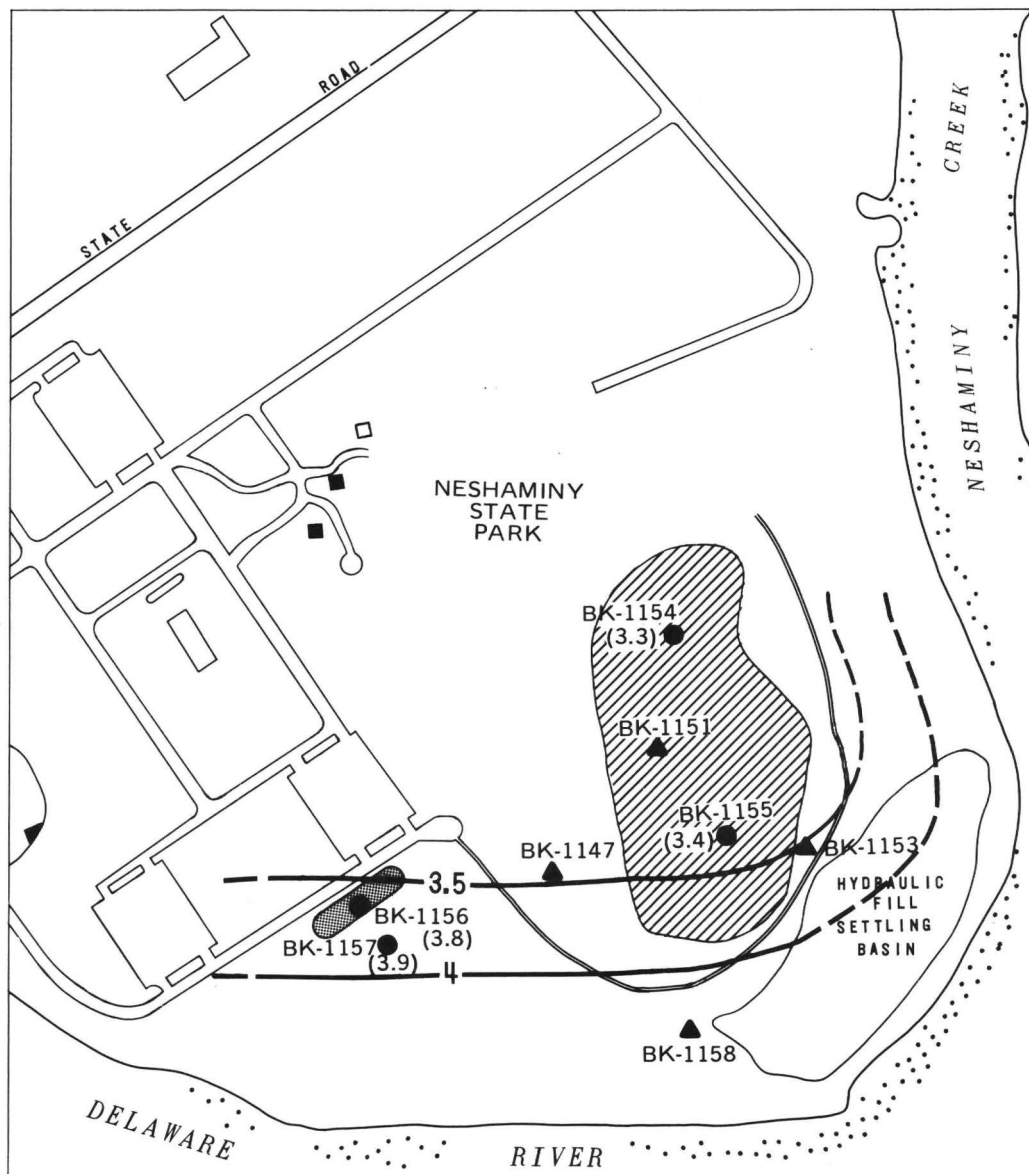 STATE ROAD
NESHAMINY CREEK
NESHAMINY
STATE
PARK
BK-1154
(3.3)
BK-1151
BK-1155
(3.4)
BK-1147
BK-1153
3.5
HYDRAULIC
FILL
SETTLING
BASIN
BK-1156
(3.8)
BK-1157
(3.9)
4
BK-1158
DELAWARE RIVER